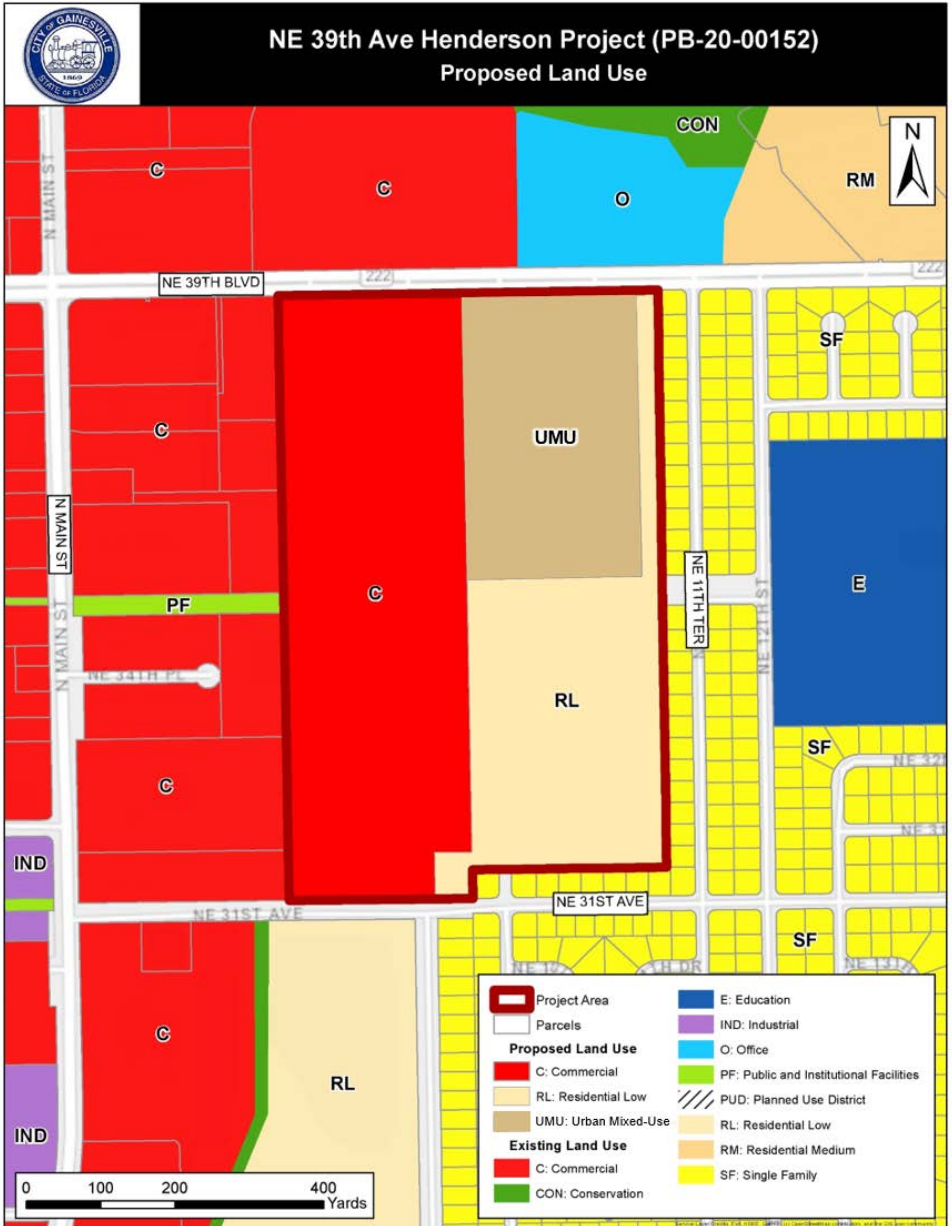 CITY OF GAINESVILLE
1869
STATE OF FLORIDA
NE 39th Ave Henderson Project (PB-20-00152)
Proposed Land Use
N
CON
C
C
O
RM
N MAIN ST
NE 39TH BLVD
222
222
SF
C
UMU
N MAIN ST
NE 11TH TER
NE 12TH ST
E
C
PF
N MAIN ST
NE 34TH PL
RL
SF
C
IND
NE 31ST AVE
NE 31ST AVE
SF
C
RL
IND
Project Area
Parcels
Proposed Land Use
C: Commercial
RL: Residential Low
UMU: Urban Mixed-Use
Existing Land Use
C: Commercial
CON: Conservation
E: Education
IND: Industrial
O: Office
PF: Public and Institutional Facilities
PUD: Planned Use District
RL: Residential Low
RM: Residential Medium
SF: Single Family
0 100 200 400
Yards